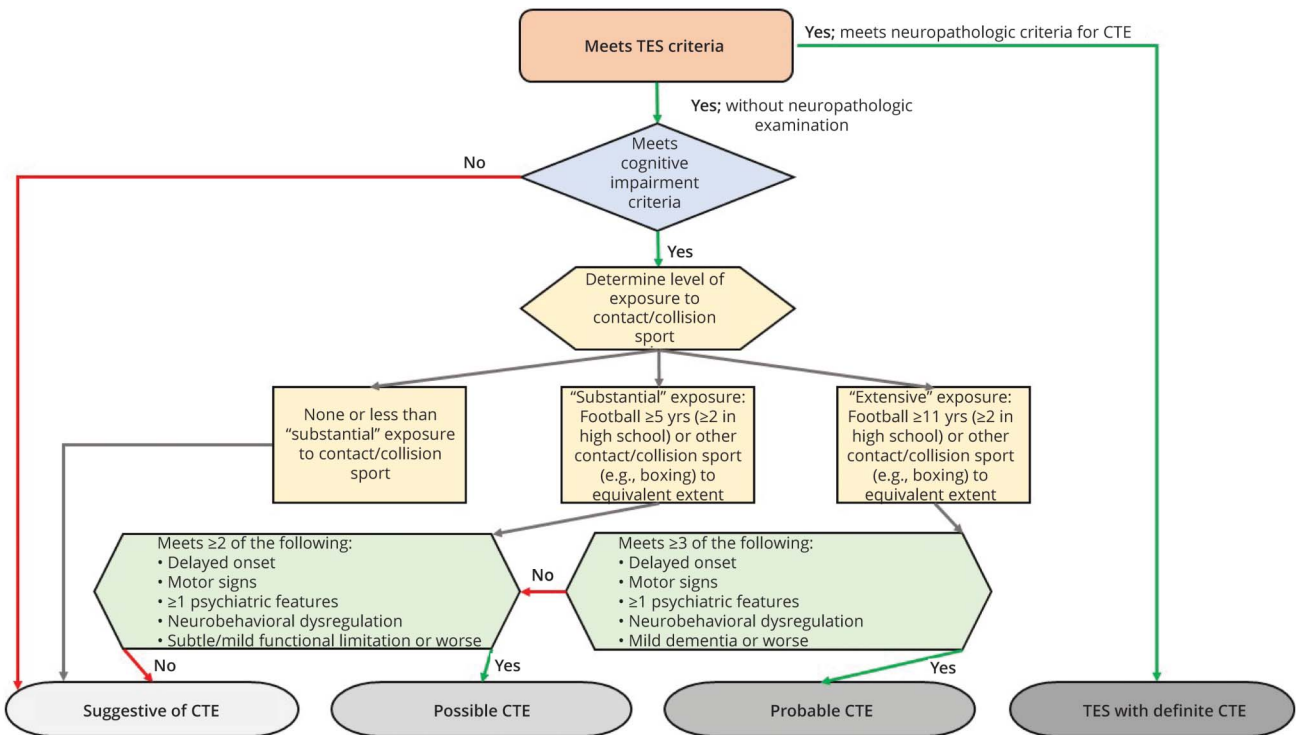 Meets TES criteria
Yes; meets neuropathologic criteria for CTE
Yes; without neuropathologic
examination
No
Meets
cognitive
impairment
criteria
Yes
Determine level of
exposure to
contact/collision
sport
None or less than
“substantial” exposure
to contact/collision
sport
“Substantial” exposure:
Football ≥5 yrs (≥2 in
high school) or other
contact/collision sport
(e.g., boxing) to
equivalent extent
“Extensive” exposure:
Football ≥11 yrs (≥2 in
high school) or other
contact/collision sport
(e.g., boxing) to
equivalent extent
Meets ≥2 of the following:
• Delayed onset
• Motor signs
• ≥1 psychiatric features
• Neurobehavioral dysregulation
• Subtle/mild functional limitation or worse
No
Meets ≥3 of the following:
• Delayed onset
• Motor signs
• ≥1 psychiatric features
• Neurobehavioral dysregulation
• Mild dementia or worse
No
Yes
Yes
Suggestive of CTE
Possible CTE
Probable CTE
TES with definite CTE